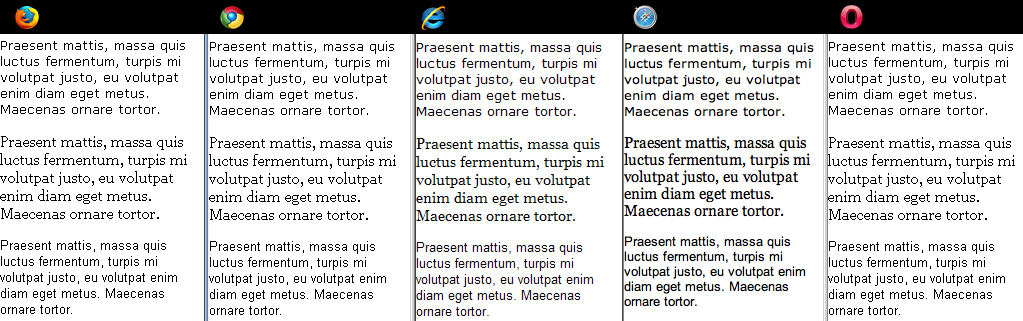 Praesent mattis, massa quis
luctus fermentum, turpis mi
volutpat justo, eu volutpat
enim diam eget metus.
Maecenas ornare tortor.
Praesent mattis, massa quis
luctus fermentum, turpis mi
volutpat justo, eu volutpat
enim diam eget metus.
Maecenas ornare tortor.
Praesent mattis, massa quis
luctus fermentum, turpis mi
volutpat justo, eu volutpat enim
diam eget metus. Maecenas
ornare tortor.
Praesent mattis, massa quis
luctus fermentum, turpis mi
volutpat justo, eu volutpat
enim diam eget metus.
Maecenas ornare tortor.
Praesent mattis, massa quis
luctus fermentum, turpis mi
volutpat justo, eu volutpat
enim diam eget metus.
Maecenas ornare tortor.
Praesent mattis, massa quis
luctus fermentum, turpis mi
volutpat justo, eu volutpat enim
diam eget metus. Maecenas
ornare tortor.
Praesent mattis, massa quis
luctus fermentum, turpis mi
volutpat justo, eu volutpat
enim diam eget metus.
Maecenas ornare tortor.
Praesent mattis, massa quis
luctus fermentum, turpis mi
volutpat justo, eu volutpat
enim diam eget metus.
Maecenas ornare tortor.
Praesent mattis, massa quis
luctus fermentum, turpis mi
volutpat justo, eu volutpat enim
diam eget metus. Maecenas
ornare tortor.
Praesent mattis, massa quis
luctus fermentum, turpis mi
volutpat justo, eu volutpat
enim diam eget metus.
Maecenas ornare tortor.
Praesent mattis, massa quis
luctus fermentum, turpis mi
volutpat justo, eu volutpat
enim diam eget metus.
Maecenas ornare tortor.
Praesent mattis, massa quis
luctus fermentum, turpis mi
volutpat justo, eu volutpat enim
diam eget metus. Maecenas
ornare tortor.
Praesent mattis, massa quis
luctus fermentum, turpis mi
volutpat justo, eu volutpat
enim diam eget metus.
Maecenas ornare tortor.
Praesent mattis, massa quis
luctus fermentum, turpis mi
volutpat justo, eu volutpat
enim diam eget metus.
Maecenas ornare tortor.
Praesent mattis, massa quis
luctus fermentum, turpis mi
volutpat justo, eu volutpat enim
diam eget metus. Maecenas
ornare tortor.